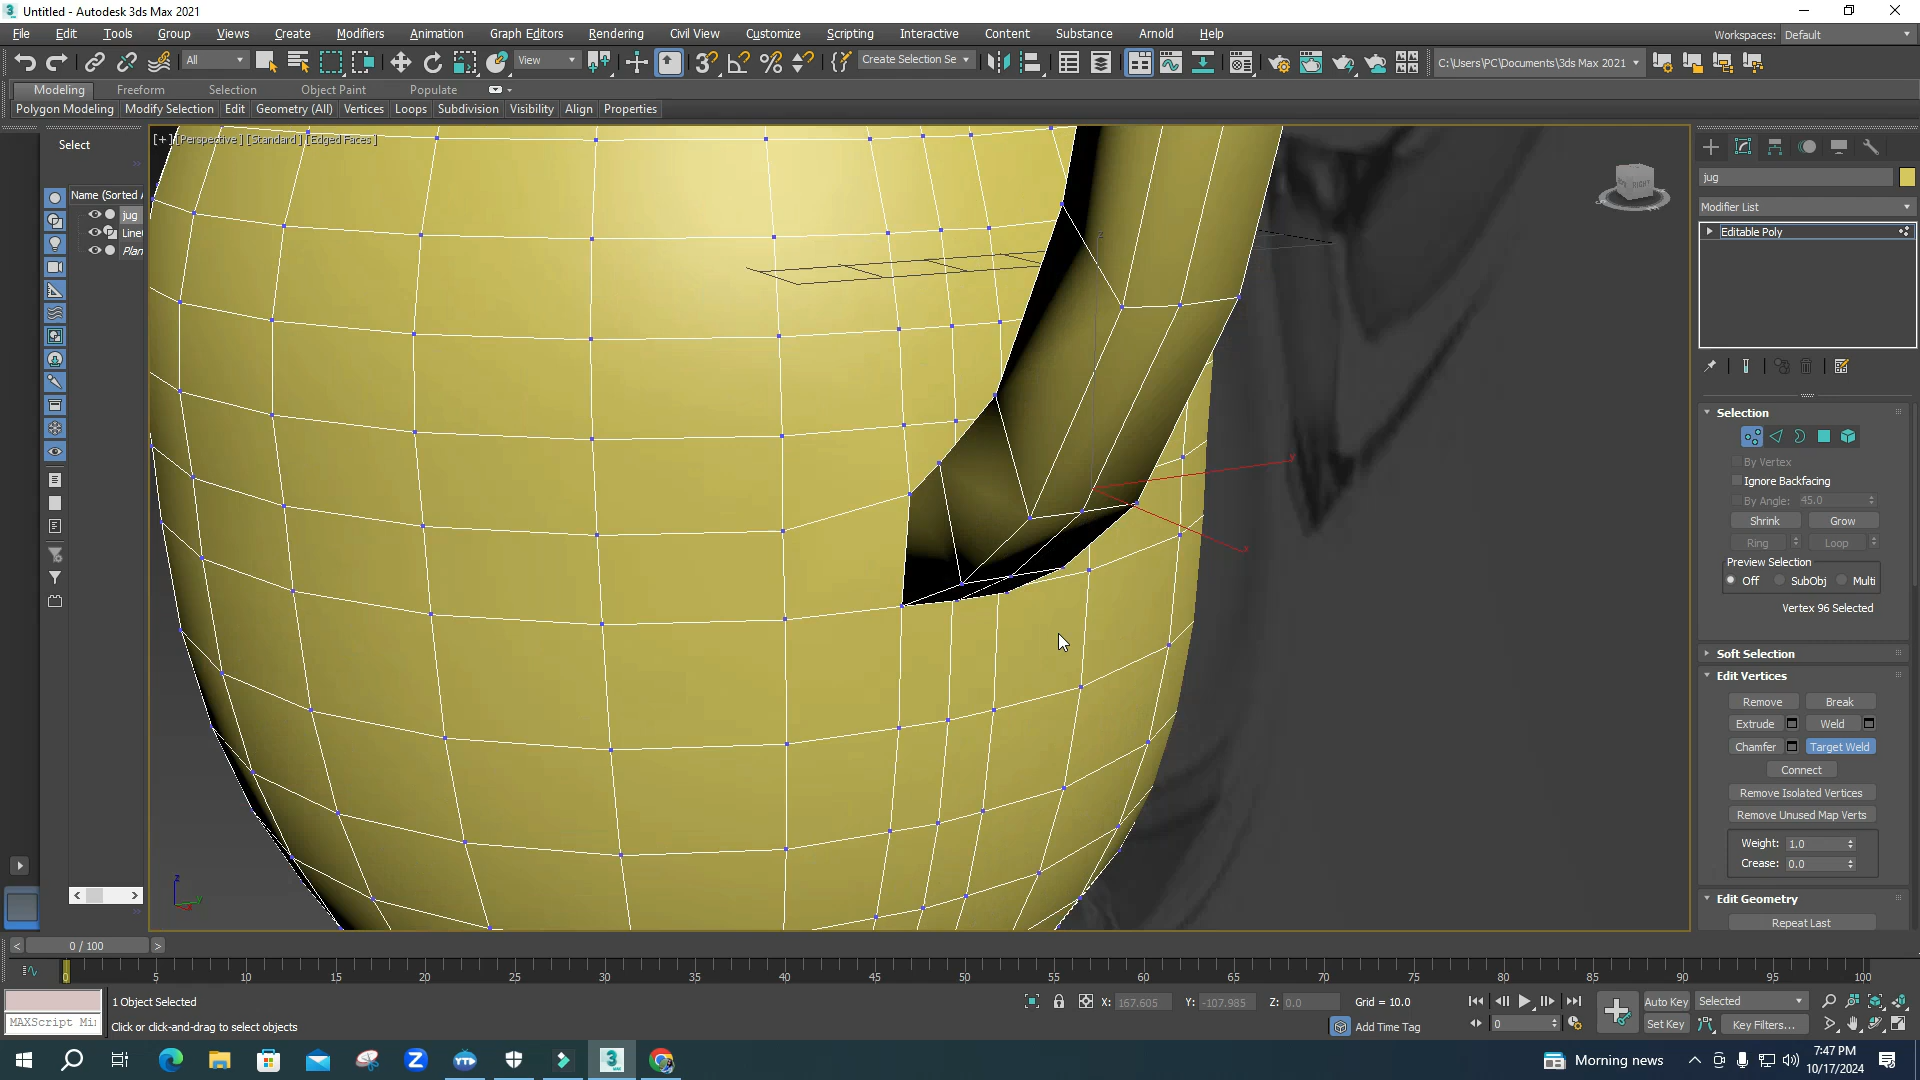 Untitled - Autodesk 3ds Max 2021
File Edit Tools Group Views Create Modifiers Animation Graph Editors Rendering Civil View Customize Scripting Interactive Content Substance Arnold Help Workspaces: Default
All View Create Selection Se C:\Users\PC\Documents\3ds Max 2021
Modeling Freeform Selection Object Paint Populate
Polygon Modeling Modify Selection Edit Geometry (All) Vertices Loops Subdivision Visibility Align Properties
Select
[+] [Perspective] [Standard] [Edged Faces]
Name (Sorted A
jug
Line
Plan
jug
Modifier List
Editable Poly
Selection
By Vertex
Ignore Backfacing
By Angle: 45.0
Shrink Grow
Ring Loop
Preview Selection
Off SubObj Multi
Vertex 96 Selected
Soft Selection
Edit Vertices
Remove Break
Extrude Weld
Chamfer Target Weld
Connect
Remove Isolated Vertices
Remove Unused Map Verts
Weight: 1.0
Crease: 0.0
Edit Geometry
Repeat Last
0 / 100
0 5 10 15 20 25 30 35 40 45 50 55 60 65 70 75 80 85 90 95 100
1 Object Selected X: 167.605 Y: -107.985 Z: 0.0 Grid = 10.0 Auto Key Selected
MAXScript Mi Click or click-and-drag to select objects Add Time Tag 0 Set Key Key Filters...
Morning news 7:47 PM
10/17/2024